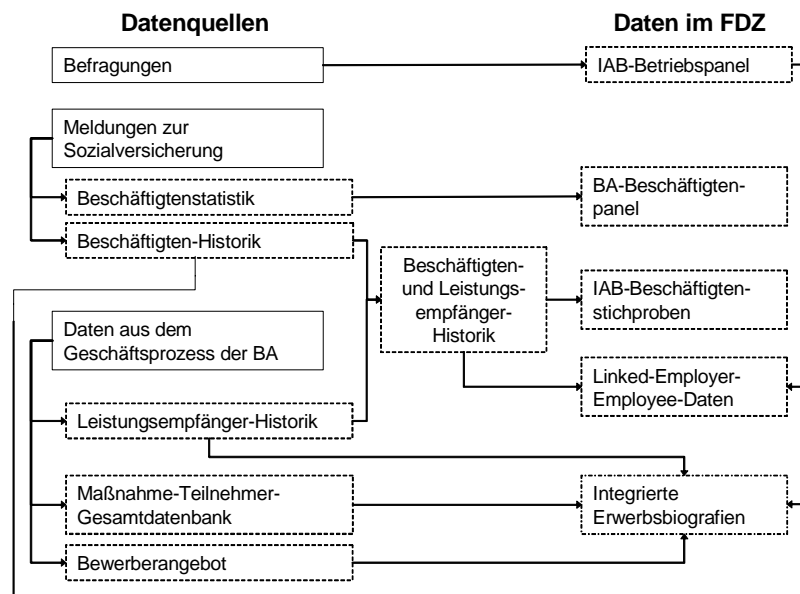 Datenquellen
Daten im FDZ
Befragungen
IAB-Betriebspanel
Meldungen zur
Sozialversicherung
Beschäftigtenstatistik
BA-Beschäftigten-
panel
Beschäftigten-Historik
Beschäftigten-
und Leistungs-
empfänger-
Historik
IAB-Beschäftigten-
stichproben
Daten aus dem
Geschäftsprozess der BA
Linked-Employer-
Employee-Daten
Leistungsempfänger-Historik
Maßnahme-Teilnehmer-
Gesamtdatenbank
Integrierte
Erwerbsbiografien
Bewerberangebot